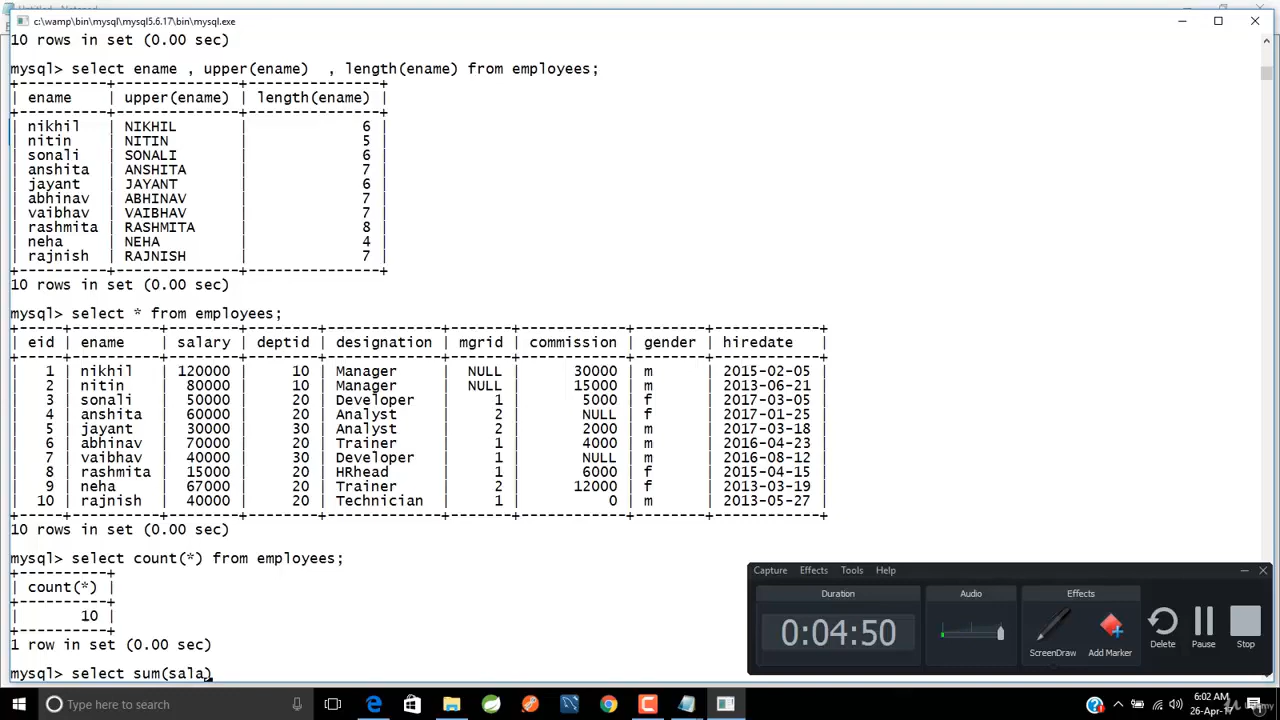 c:\wamp\bin\mysql\mysql5.6.17\bin\mysql.exe
10 rows in set (0.00 sec)
mysql> select ename , upper(ename)  , length(ename) from employees;
+----------+--------------+---------------+
| ename    | upper(ename) | length(ename) |
+----------+--------------+---------------+
| nikhil   | NIKHIL       |             6 |
| nitin    | NITIN        |             5 |
| sonali   | SONALI       |             6 |
| anshita  | ANSHITA      |             7 |
| jayant   | JAYANT       |             6 |
| abhinav  | ABHINAV      |             7 |
| vaibhav  | VAIBHAV      |             7 |
| rashmita | RASHMITA     |             8 |
| neha     | NEHA         |             4 |
| rajnish  | RAJNISH      |             7 |
+----------+--------------+---------------+
10 rows in set (0.00 sec)
mysql> select * from employees;
+-----+----------+--------+--------+-------------+-------+------------+--------+------------+
| eid | ename    | salary | deptid | designation | mgrid | commission | gender | hiredate   |
+-----+----------+--------+--------+-------------+-------+------------+--------+------------+
|   1 | nikhil   | 120000 |     10 | Manager     |  NULL |      30000 | m      | 2015-02-05 |
|   2 | nitin    |  80000 |     10 | Manager     |  NULL |      15000 | m      | 2013-06-21 |
|   3 | sonali   |  50000 |     20 | Developer   |     1 |       5000 | f      | 2017-03-05 |
|   4 | anshita  |  60000 |     20 | Analyst     |     2 |       NULL | f      | 2017-01-25 |
|   5 | jayant   |  30000 |     30 | Analyst     |     2 |       2000 | m      | 2017-03-18 |
|   6 | abhinav  |  70000 |     20 | Trainer     |     1 |       4000 | m      | 2016-04-23 |
|   7 | vaibhav  |  40000 |     30 | Developer   |     1 |       NULL | m      | 2016-08-12 |
|   8 | rashmita |  15000 |     20 | HRhead      |     1 |       6000 | f      | 2015-04-15 |
|   9 | neha     |  67000 |     20 | Trainer     |     2 |      12000 | f      | 2013-03-19 |
|  10 | rajnish  |  40000 |     20 | Technician  |     1 |          0 | m      | 2013-05-27 |
+-----+----------+--------+--------+-------------+-------+------------+--------+------------+
10 rows in set (0.00 sec)
mysql> select count(*) from employees;
+----------+
| count(*) |
+----------+
|       10 |
+----------+
1 row in set (0.00 sec)
mysql> select sum(sala)
Capture Effects Tools Help
Duration Audio Effects
0:04:50
ScreenDraw Add Marker Delete Pause Stop
Type here to search
6:02 AM
26-Apr-1